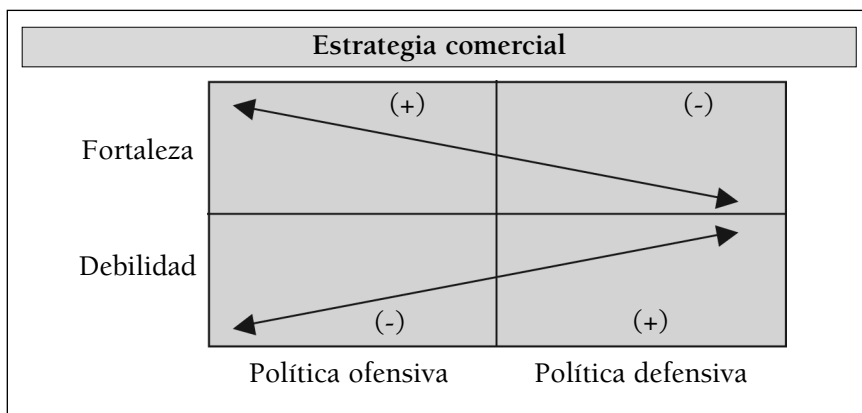 Estrategia comercial
(+)
(-)
Fortaleza
Debilidad
(-)
(+)
Política ofensiva
Política defensiva